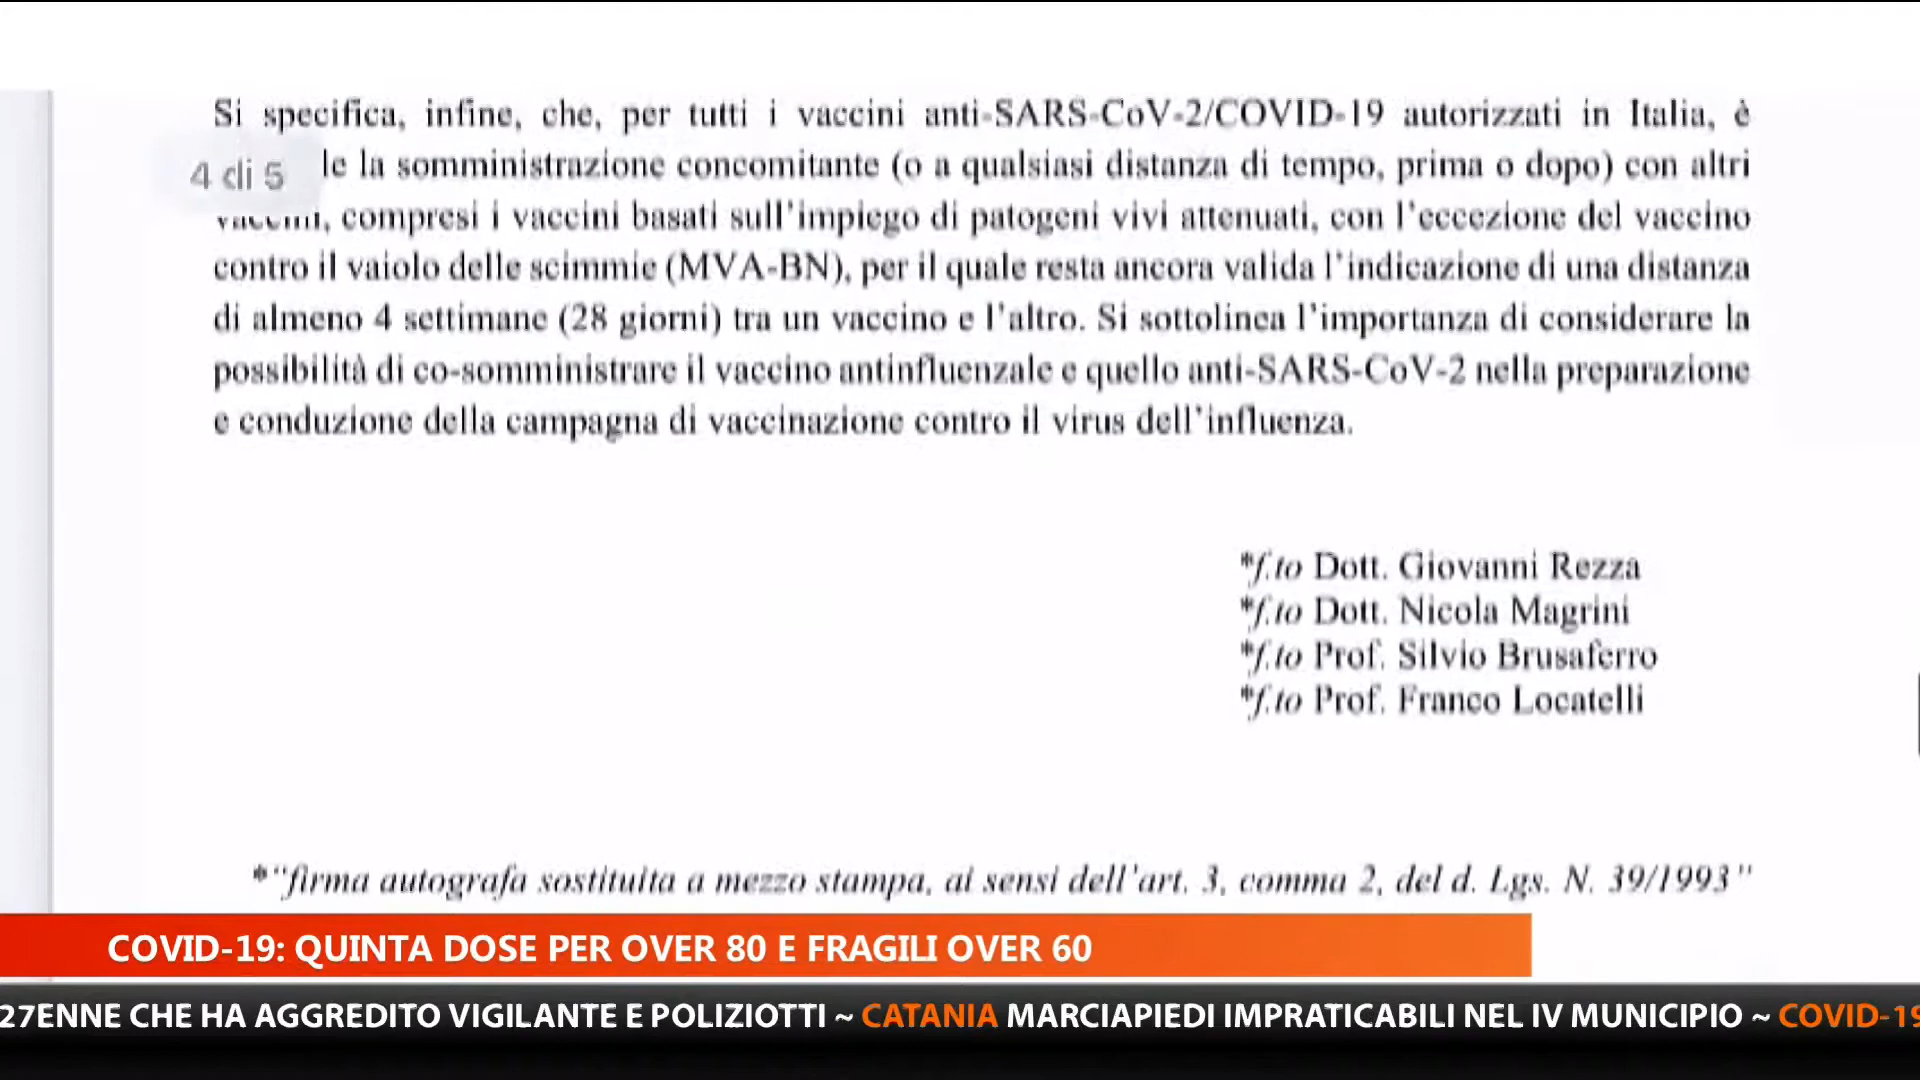 Si specifica, infine, che, per tutti i vaccini anti-SARS-CoV-2/COVID-19 autorizzati in Italia, è
4 di 5
le la somministrazione concomitante (o a qualsiasi distanza di tempo, prima o dopo) con altri
vaccini, compresi i vaccini basati sull'impiego di patogeni vivi attenuati, con l'eccezione del vaccino
contro il vaiolo delle scimmie (MVA-BN), per il quale resta ancora valida l'indicazione di una distanza
di almeno 4 settimane (28 giorni) tra un vaccino e l'altro. Si sottolinea l'importanza di considerare la
possibilità di co-somministrare il vaccino antinfluenzale e quello anti-SARS-CoV-2 nella preparazione
e conduzione della campagna di vaccinazione contro il virus dell'influenza.
*f.to Dott. Giovanni Rezza
*f.to Dott. Nicola Magrini
*f.to Prof. Silvio Brusaferro
*f.to Prof. Franco Locatelli
*"firma autografa sostituita a mezzo stampa, ai sensi dell'art. 3, comma 2, del d. Lgs. N. 39/1993"
COVID-19: QUINTA DOSE PER OVER 80 E FRAGILI OVER 60
27ENNE CHE HA AGGREDITO VIGILANTE E POLIZIOTTI ~ CATANIA MARCIAPIEDI IMPRATICABILI NEL IV MUNICIPIO ~ COVID-19